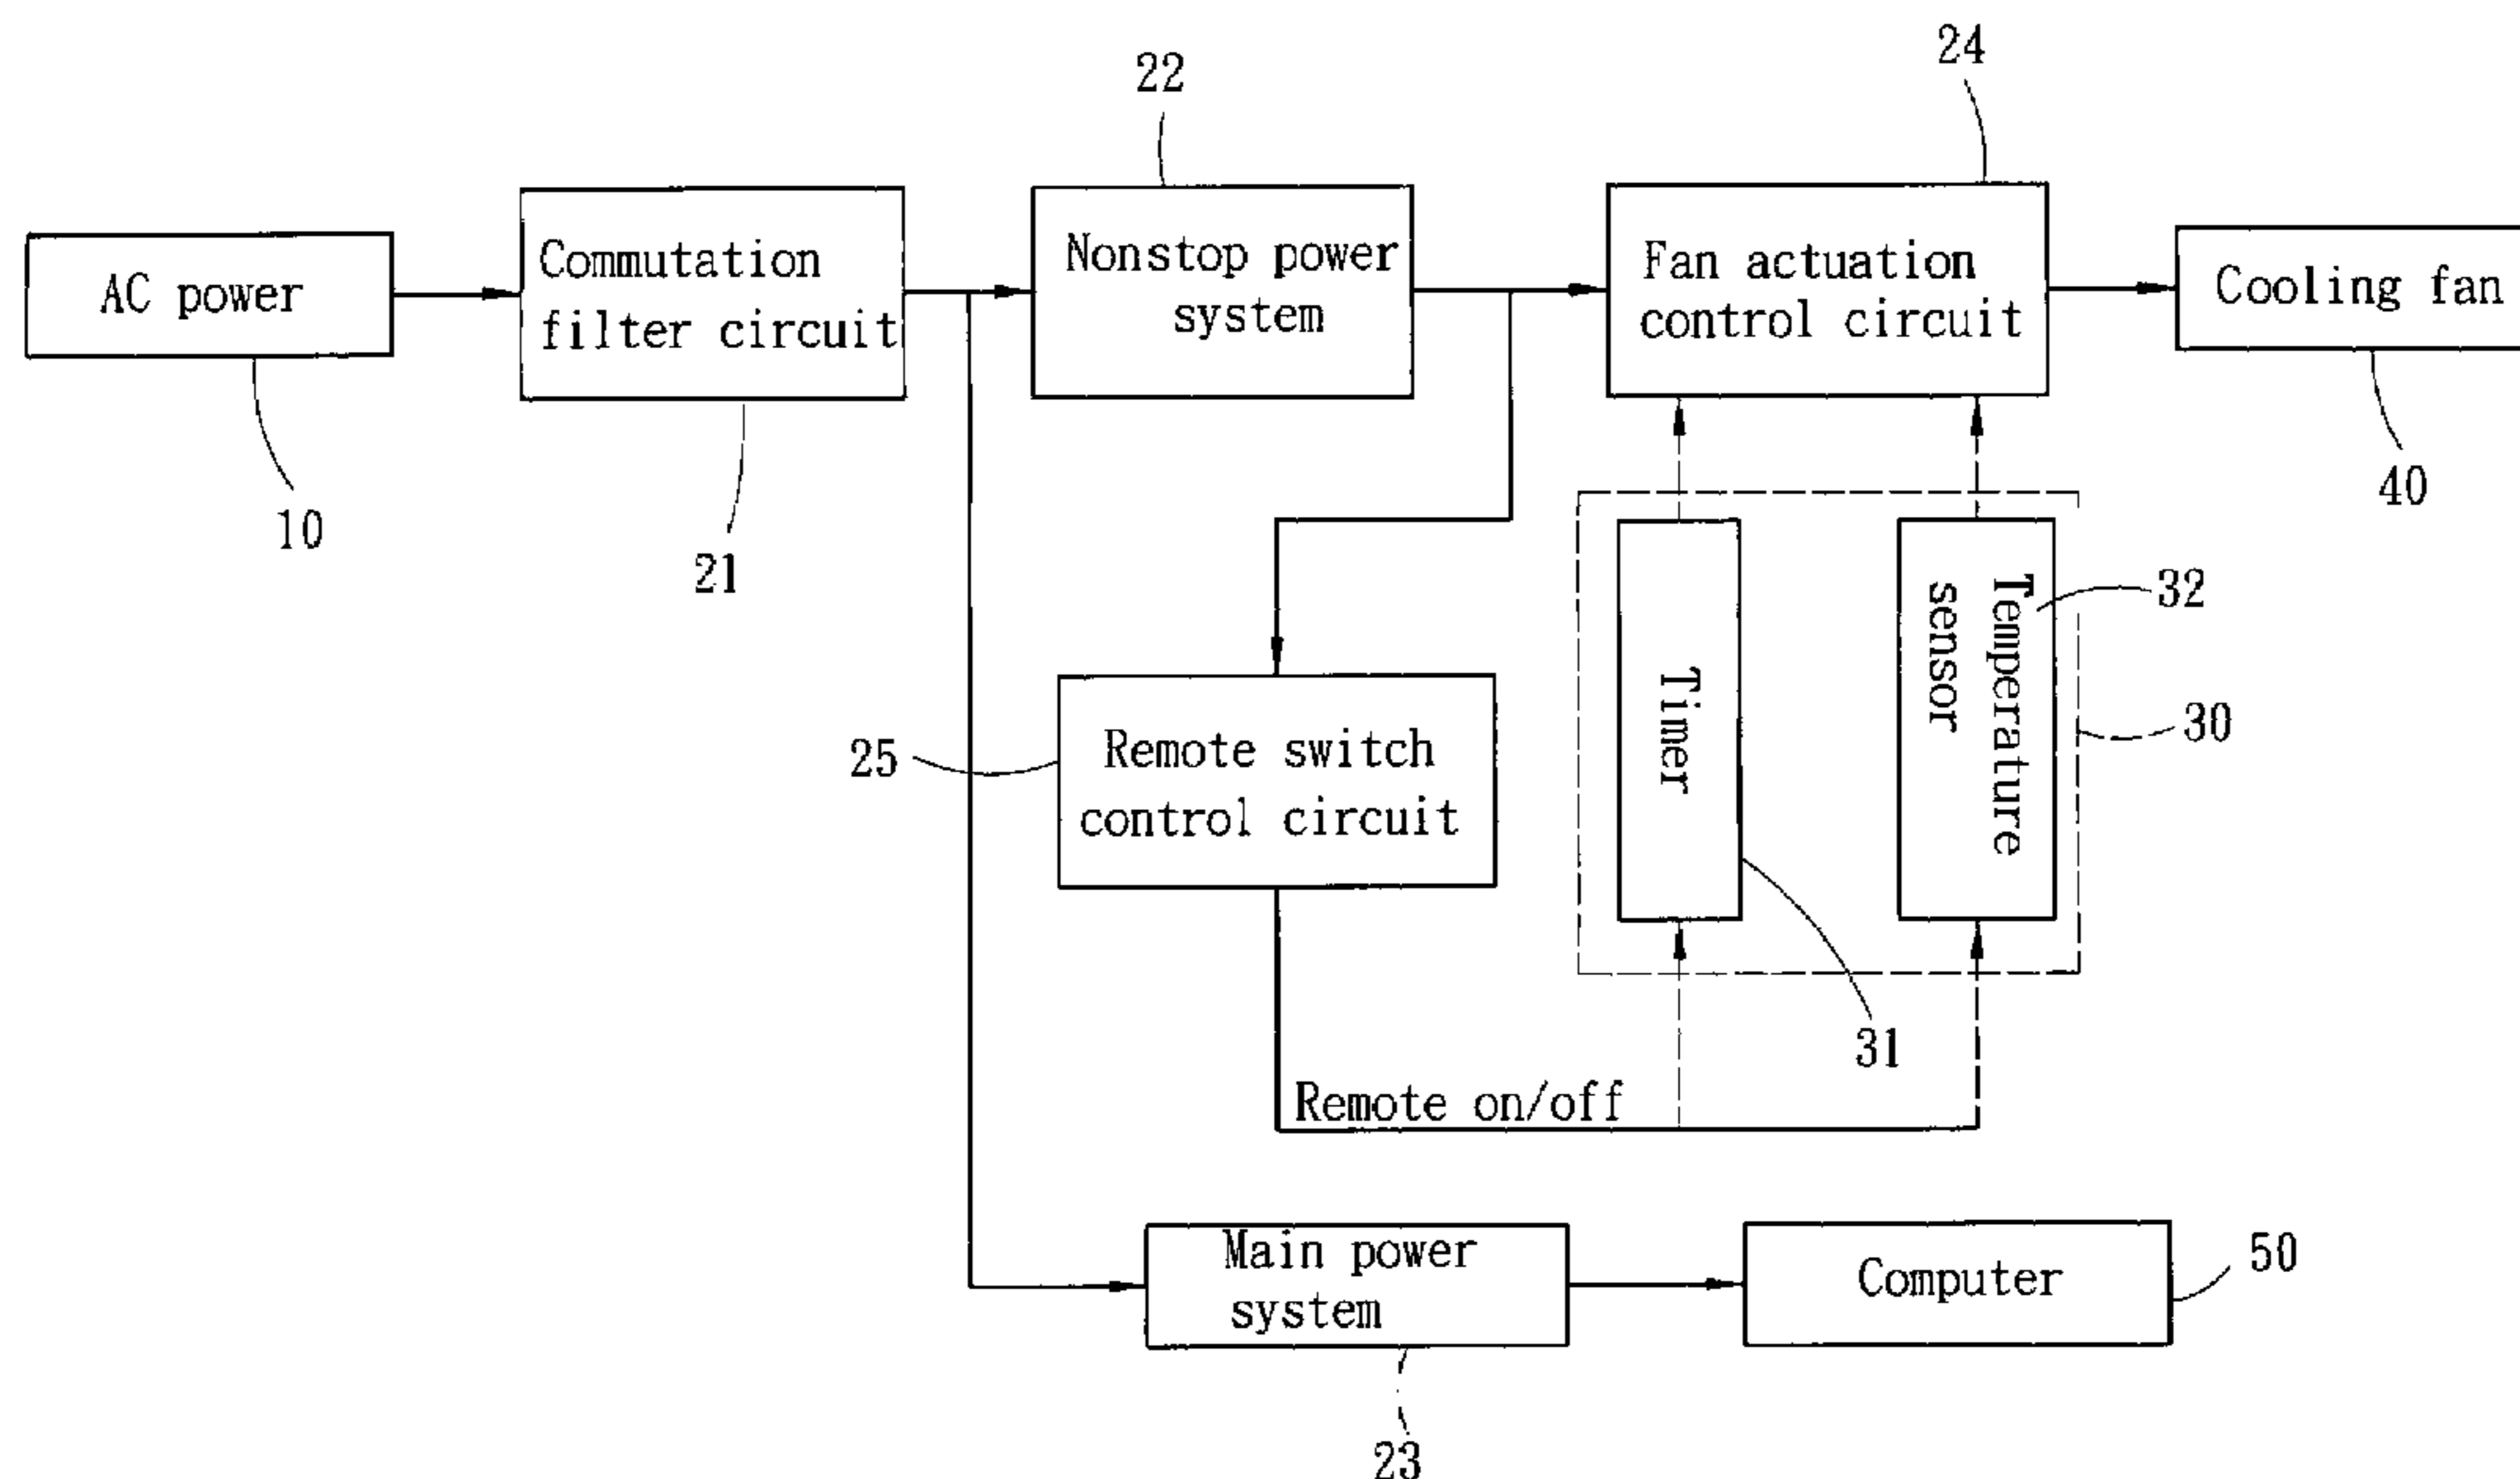 24
22
AC power
Commutation
filter circuit
Nonstop power
system
Fan actuation
control circuit
Cooling fan
10
21
40
32
Temperature
sensor
Timer
30
25
Remote switch
control circuit
31
Remote on/off
Main power
system
Computer
50
23